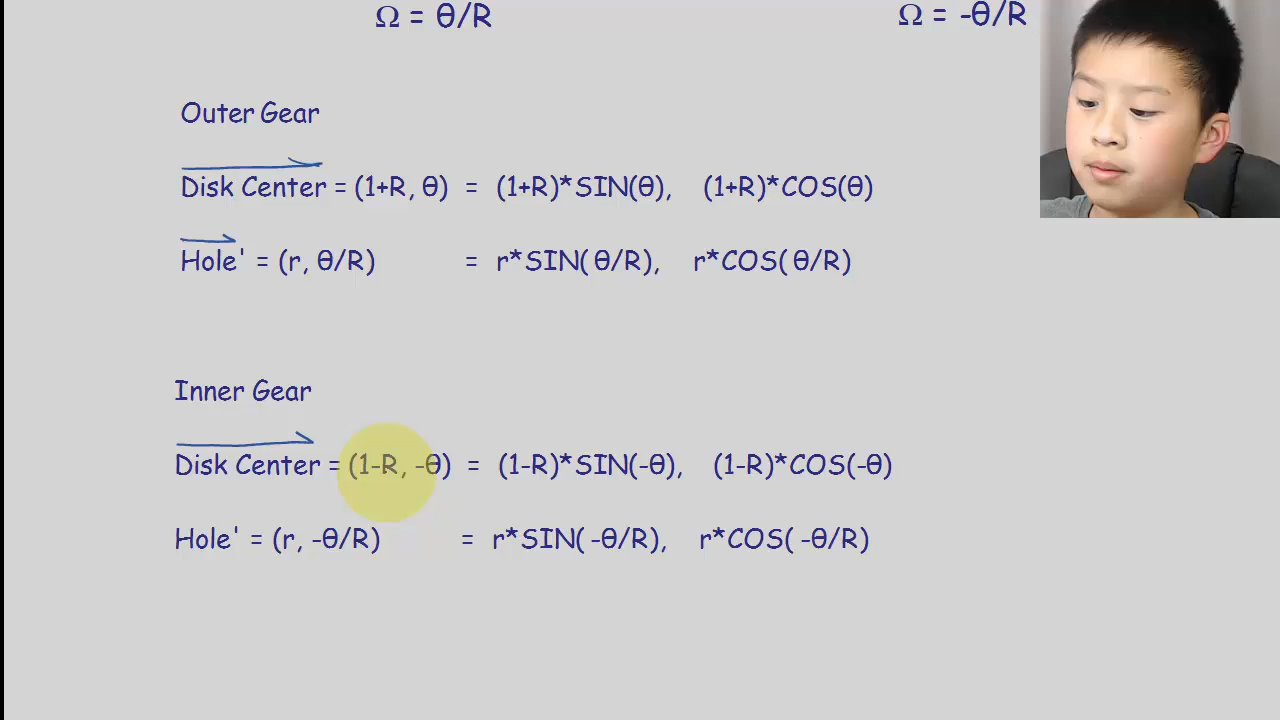 Ω = θ/R Ω = -θ/R
Outer Gear
Disk Center = (1+R, θ) = (1+R)*SIN(θ), (1+R)*COS(θ)
Hole' = (r, θ/R) = r*SIN( θ/R), r*COS( θ/R)
Inner Gear
Disk Center = (1-R, -θ) = (1-R)*SIN(-θ), (1-R)*COS(-θ)
Hole' = (r, -θ/R) = r*SIN( -θ/R), r*COS( -θ/R)